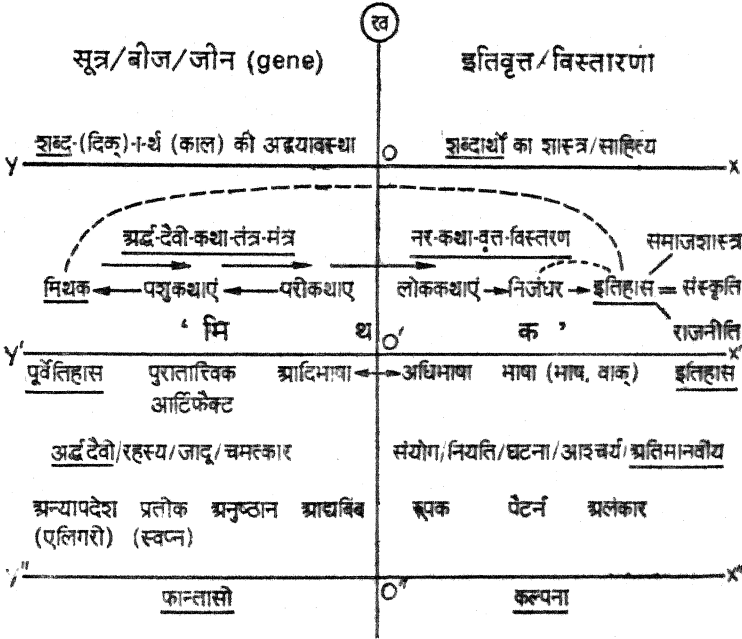 ख
सूत्र/बीज/जीन (gene) इतिवृत्त/विस्तारणा
शब्द-(दिक्)-ा-र्थ (काल) की अद्वयावस्था O शब्दार्थों का शास्त्र/साहित्य
Y X
अर्द्ध-दैवी-कथा-तंत्र-मंत्र नर-कथा-वृत्त-विस्तरण समाजशास्त्र
मिथक पशुकथाएं परीकथाए लोककथाएं निजंधर इतिहास = संस्कृति
‘ मि थ क ’ राजनीति
Y' O' X'
पूर्वेतिहास पुरातात्त्विक आदिभाषा अधिभाषा भाषा (भाष, वाक्) इतिहास
आर्टिफैक्ट
अर्द्धदैवी/रहस्य/जादू/चमत्कार संयोग/नियति/घटना/आश्चर्य/अतिमानवीय
अन्यापदेश प्रतीक अनुष्ठान आद्यबिंब रूपक पैटर्न अलंकार
(एलिगरी) (स्वप्न)
Y" O" X"
फान्तासी कल्पना